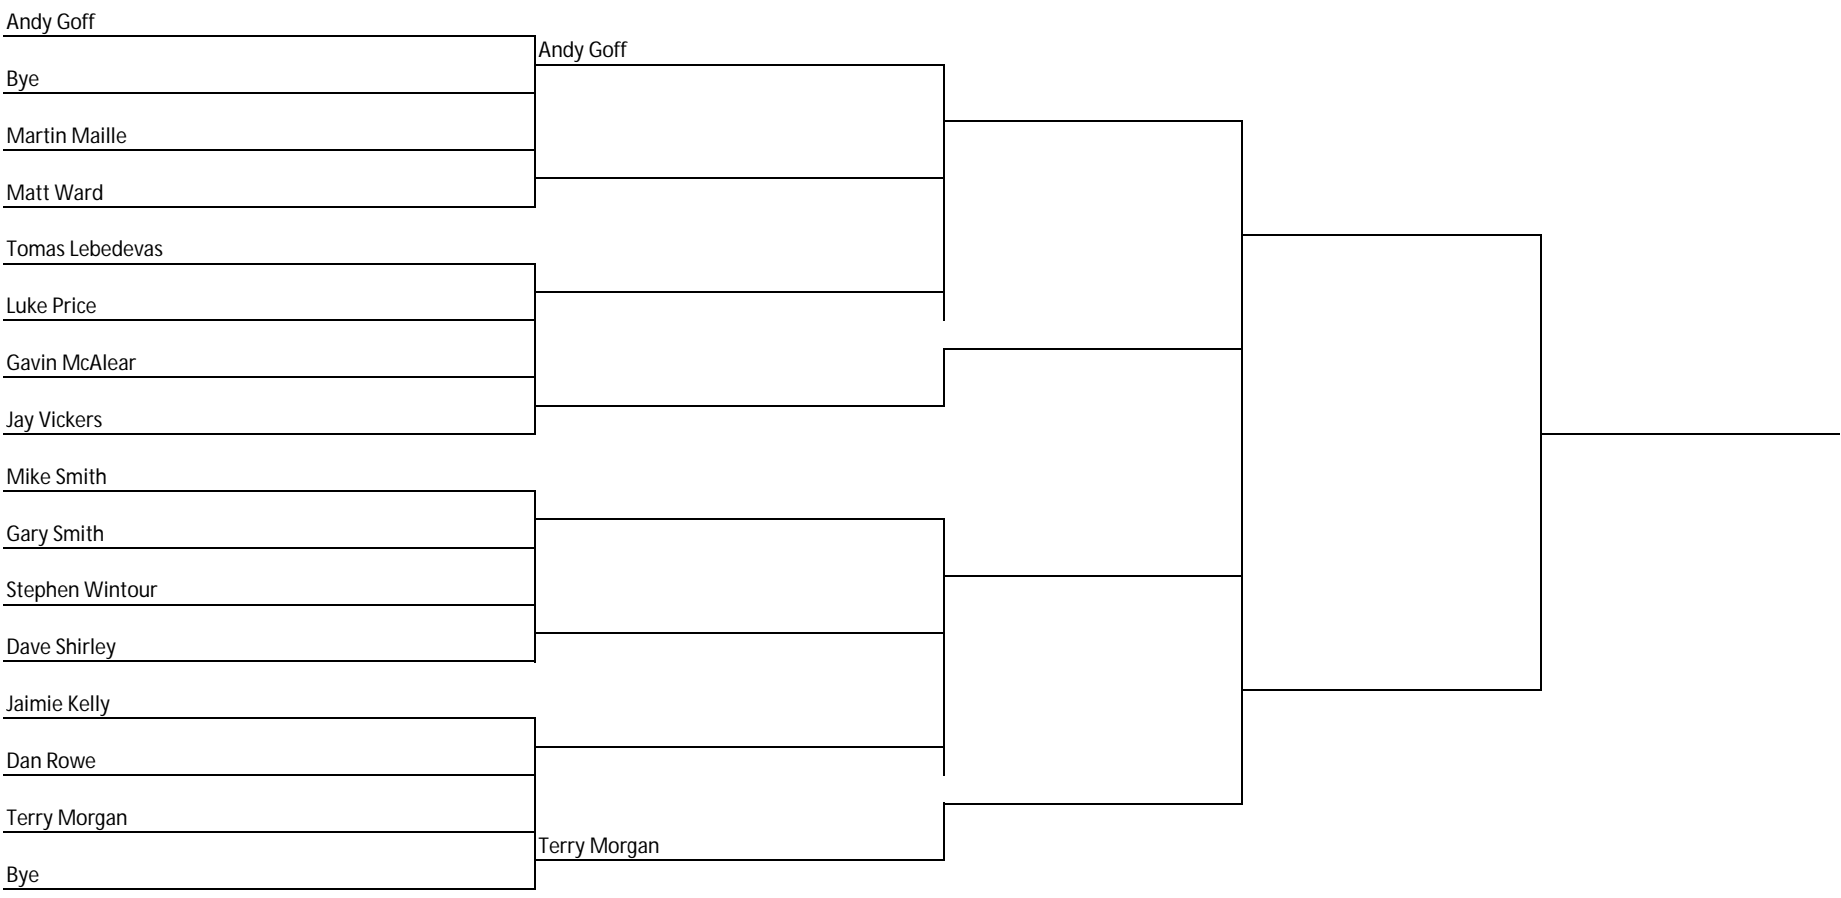 Andy Goff
Andy Goff
Bye
Martin Maille
Matt Ward
Tomas Lebedevas
Luke Price
Gavin McAlear
Jay Vickers
Mike Smith
Gary Smith
Stephen Wintour
Dave Shirley
Jaimie Kelly
Dan Rowe
Terry Morgan
Terry Morgan
Bye